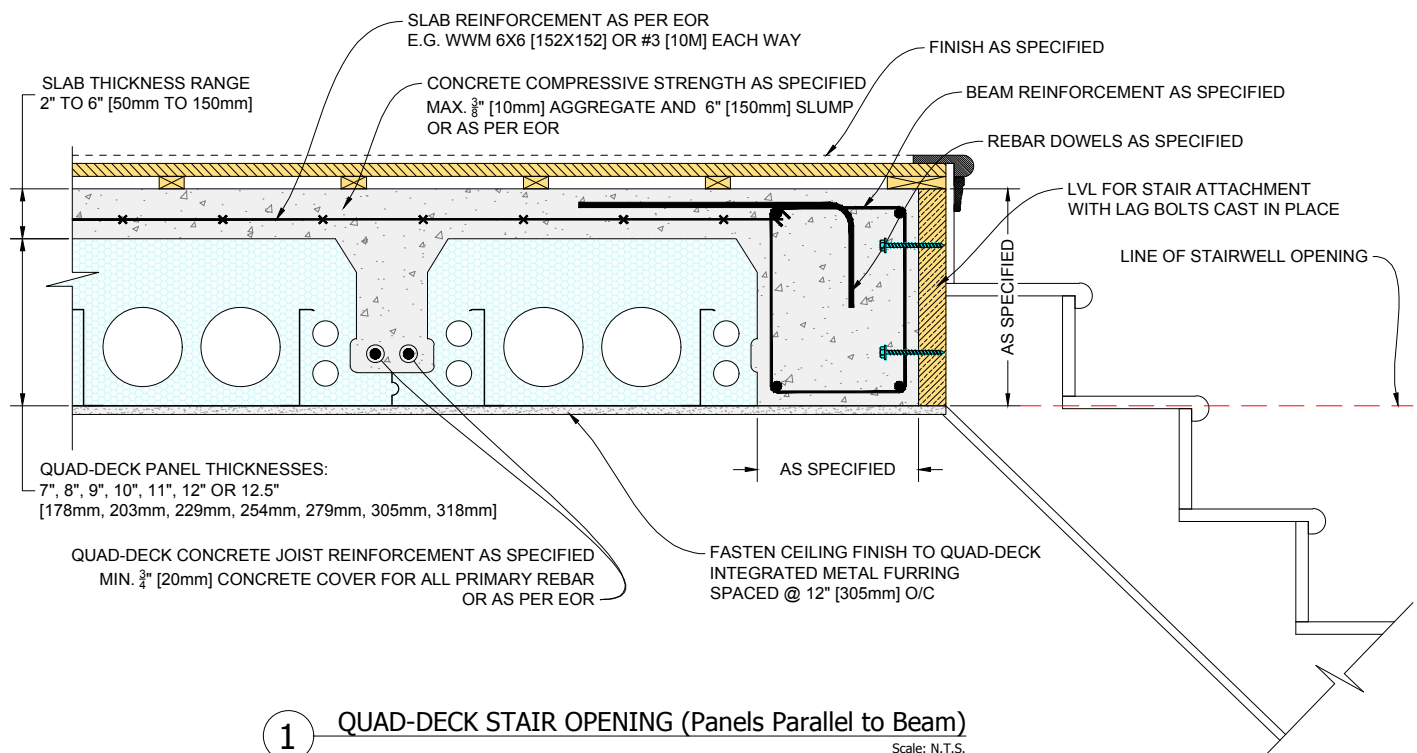 SLAB REINFORCEMENT AS PER EOR
E.G. WWM 6X6 [152X152] OR #3 [10M] EACH WAY
FINISH AS SPECIFIED
SLAB THICKNESS RANGE
2" TO 6" [50mm TO 150mm]
CONCRETE COMPRESSIVE STRENGTH AS SPECIFIED
MAX. 3/8" [10mm] AGGREGATE AND 6" [150mm] SLUMP
OR AS PER EOR
BEAM REINFORCEMENT AS SPECIFIED
REBAR DOWELS AS SPECIFIED
LVL FOR STAIR ATTACHMENT
WITH LAG BOLTS CAST IN PLACE
LINE OF STAIRWELL OPENING
AS SPECIFIED
AS SPECIFIED
QUAD-DECK PANEL THICKNESSES:
7", 8", 9", 10", 11", 12" OR 12.5"
[178mm, 203mm, 229mm, 254mm, 279mm, 305mm, 318mm]
QUAD-DECK CONCRETE JOIST REINFORCEMENT AS SPECIFIED
MIN. 3/4" [20mm] CONCRETE COVER FOR ALL PRIMARY REBAR
OR AS PER EOR
FASTEN CEILING FINISH TO QUAD-DECK
INTEGRATED METAL FURRING
SPACED @ 12" [305mm] O/C
1
QUAD-DECK STAIR OPENING (Panels Parallel to Beam)
Scale: N.T.S.